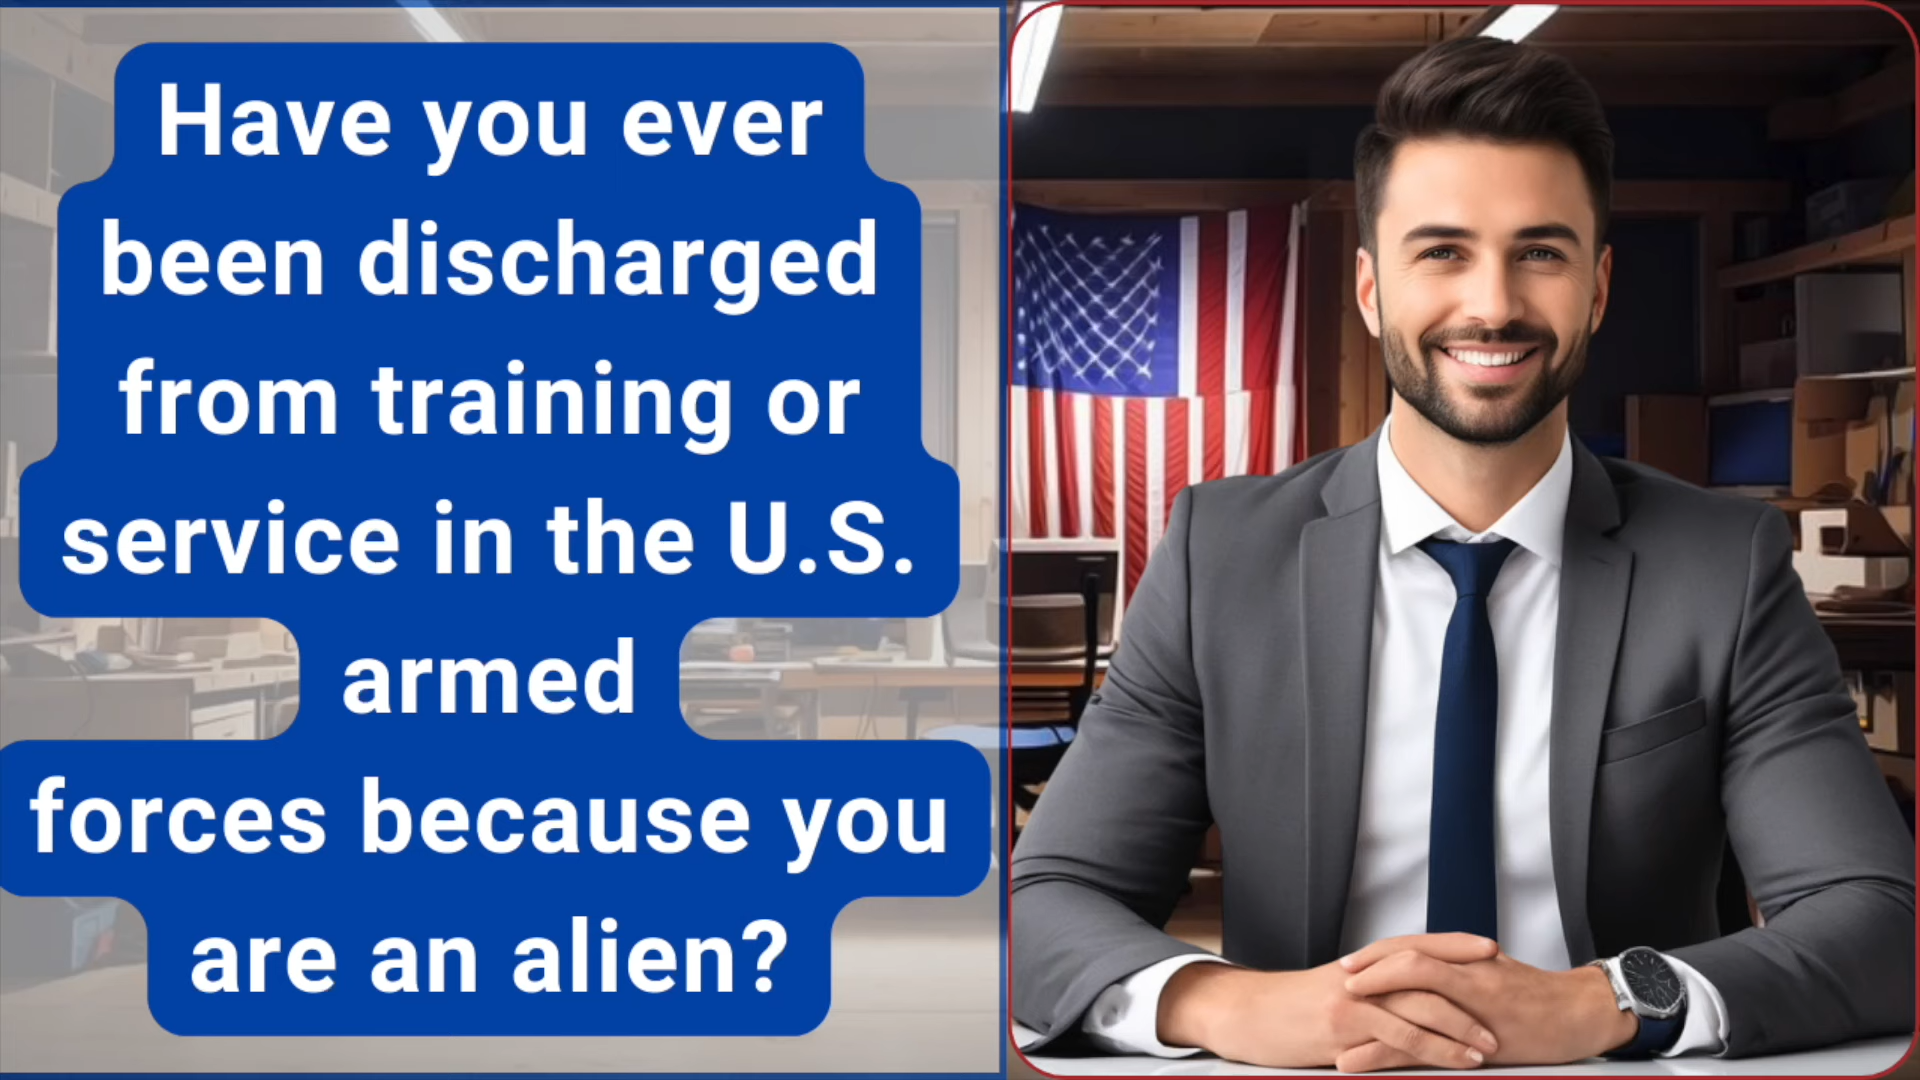 Have you ever
been discharged
from training or
service in the U.S.
armed
forces because you
are an alien?